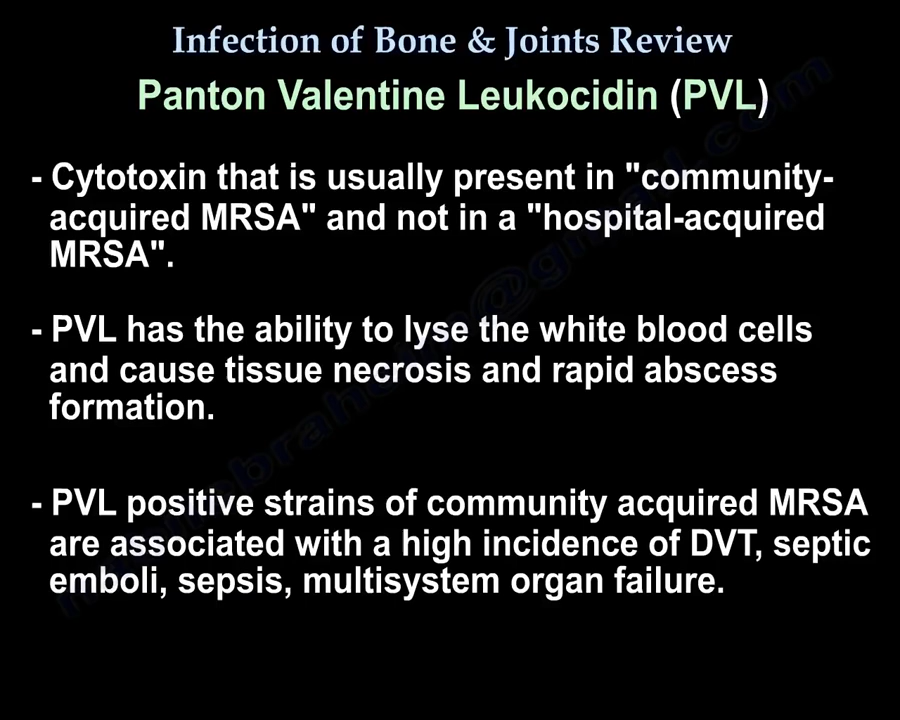 Infection of Bone & Joints Review
Panton Valentine Leukocidin (PVL)
- Cytotoxin that is usually present in "community-
acquired MRSA" and not in a "hospital-acquired
MRSA".
- PVL has the ability to lyse the white blood cells
and cause tissue necrosis and rapid abscess
formation.
- PVL positive strains of community acquired MRSA
are associated with a high incidence of DVT, septic
emboli, sepsis, multisystem organ failure.